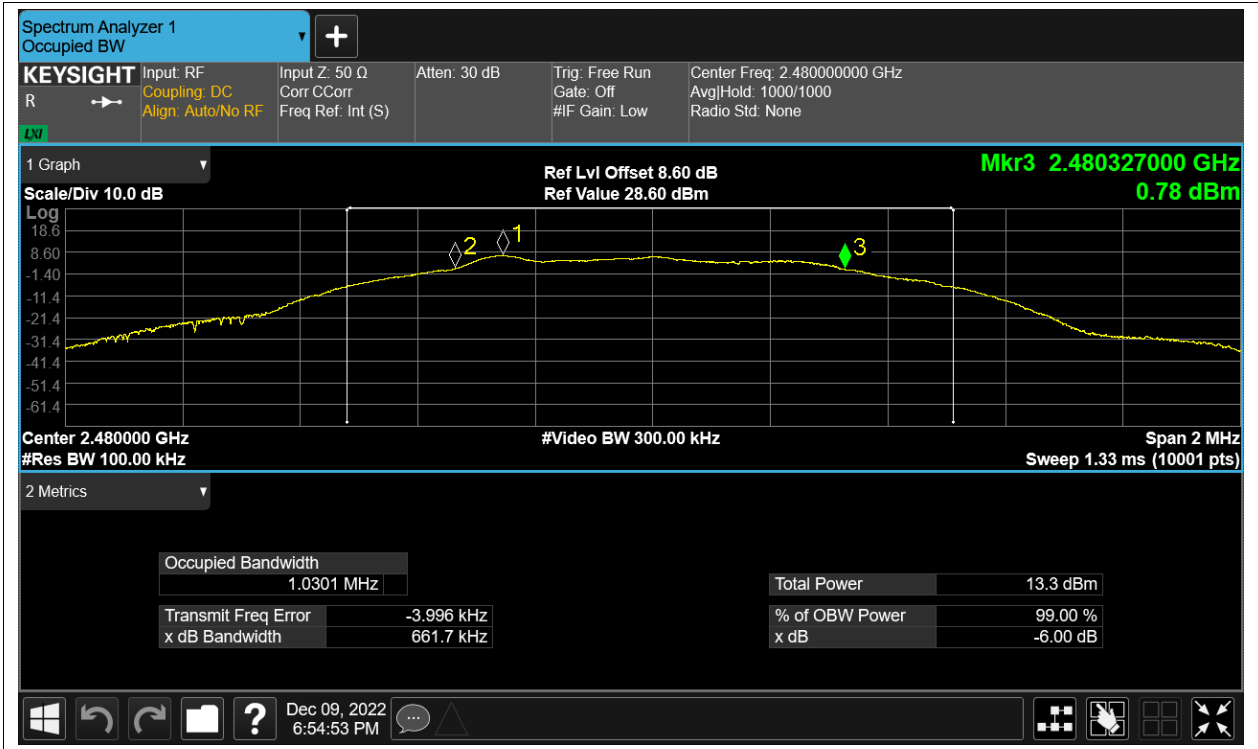 Spectrum Analyzer 1
Occupied BW
▼
+
KEYSIGHT
R
LXI
Input: RF
Coupling: DC
Align: Auto/No RF
Input Z: 50 Ω
Corr CCorr
Freq Ref: Int (S)
Atten: 30 dB
Trig: Free Run
Gate: Off
#IF Gain: Low
Center Freq: 2.480000000 GHz
Avg|Hold: 1000/1000
Radio Std: None
1 Graph ▼
Scale/Div 10.0 dB
Ref Lvl Offset 8.60 dB
Ref Value 28.60 dBm
Mkr3 2.480327000 GHz
0.78 dBm
Log
18.6
8.60
-1.40
-11.4
-21.4
-31.4
-41.4
-51.4
-61.4
2
1
3
Center 2.480000 GHz
#Res BW 100.00 kHz
#Video BW 300.00 kHz
Span 2 MHz
Sweep 1.33 ms (10001 pts)
2 Metrics ▼
Occupied Bandwidth
1.0301 MHz
Transmit Freq Error -3.996 kHz
x dB Bandwidth 661.7 kHz
Total Power 13.3 dBm
% of OBW Power 99.00 %
x dB -6.00 dB
?
Dec 09, 2022
6:54:53 PM